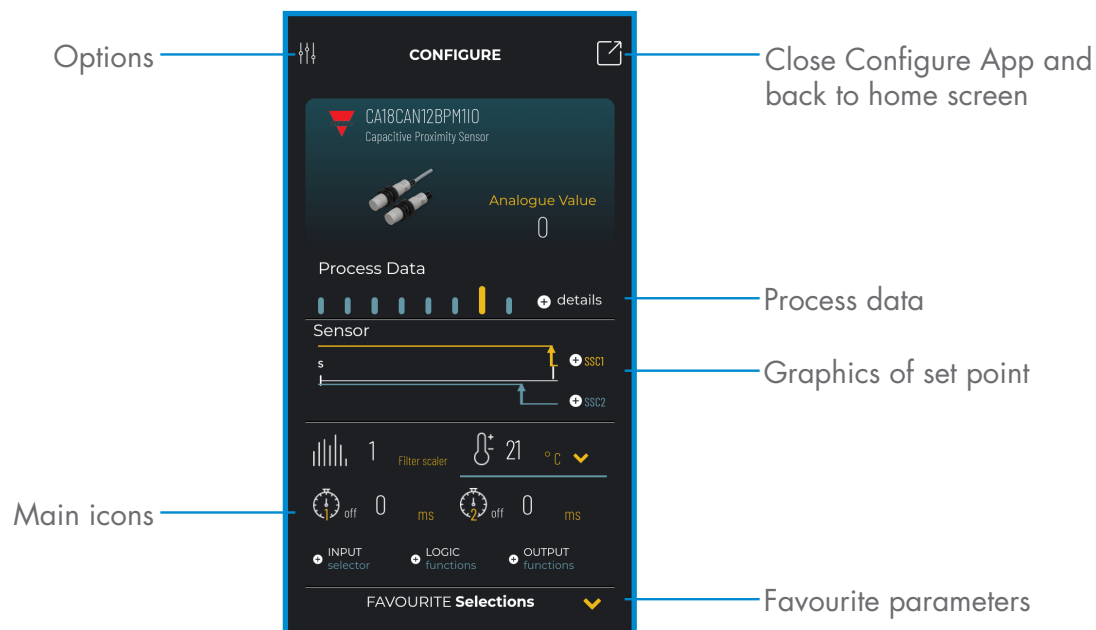 Options
CONFIGURE
Close Configure App and
back to home screen
CA18CAN12BPM1IO
Capacitive Proximity Sensor
Analogue Value
0
Process Data
details
Process data
Sensor
S
SSC1
Graphics of set point
SSC2
1 Filter scaler 21 °C
Main icons
1 off 0 ms 2 off 0 ms
INPUT LOGIC OUTPUT
selector functions functions
FAVOURITE Selections
Favourite parameters